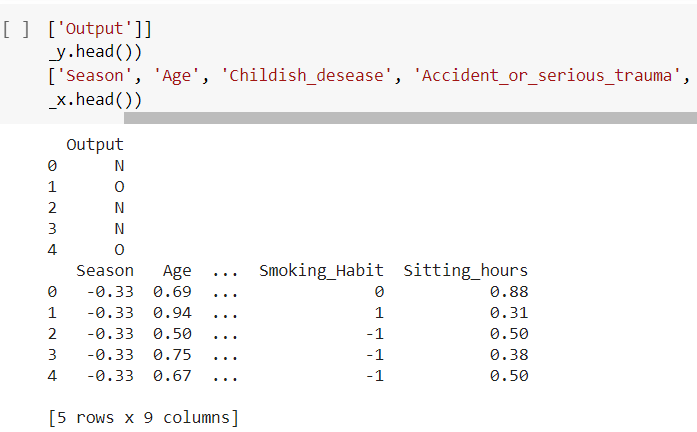 [ ] ['Output']]
_y.head())
['Season', 'Age', 'Childish_desease', 'Accident_or_serious_trauma',
_x.head())
Output
0 N
1 O
2 N
3 N
4 O
Season Age ... Smoking_Habit Sitting_hours
0 -0.33 0.69 ... 0 0.88
1 -0.33 0.94 ... 1 0.31
2 -0.33 0.50 ... -1 0.50
3 -0.33 0.75 ... -1 0.38
4 -0.33 0.67 ... -1 0.50
[5 rows x 9 columns]